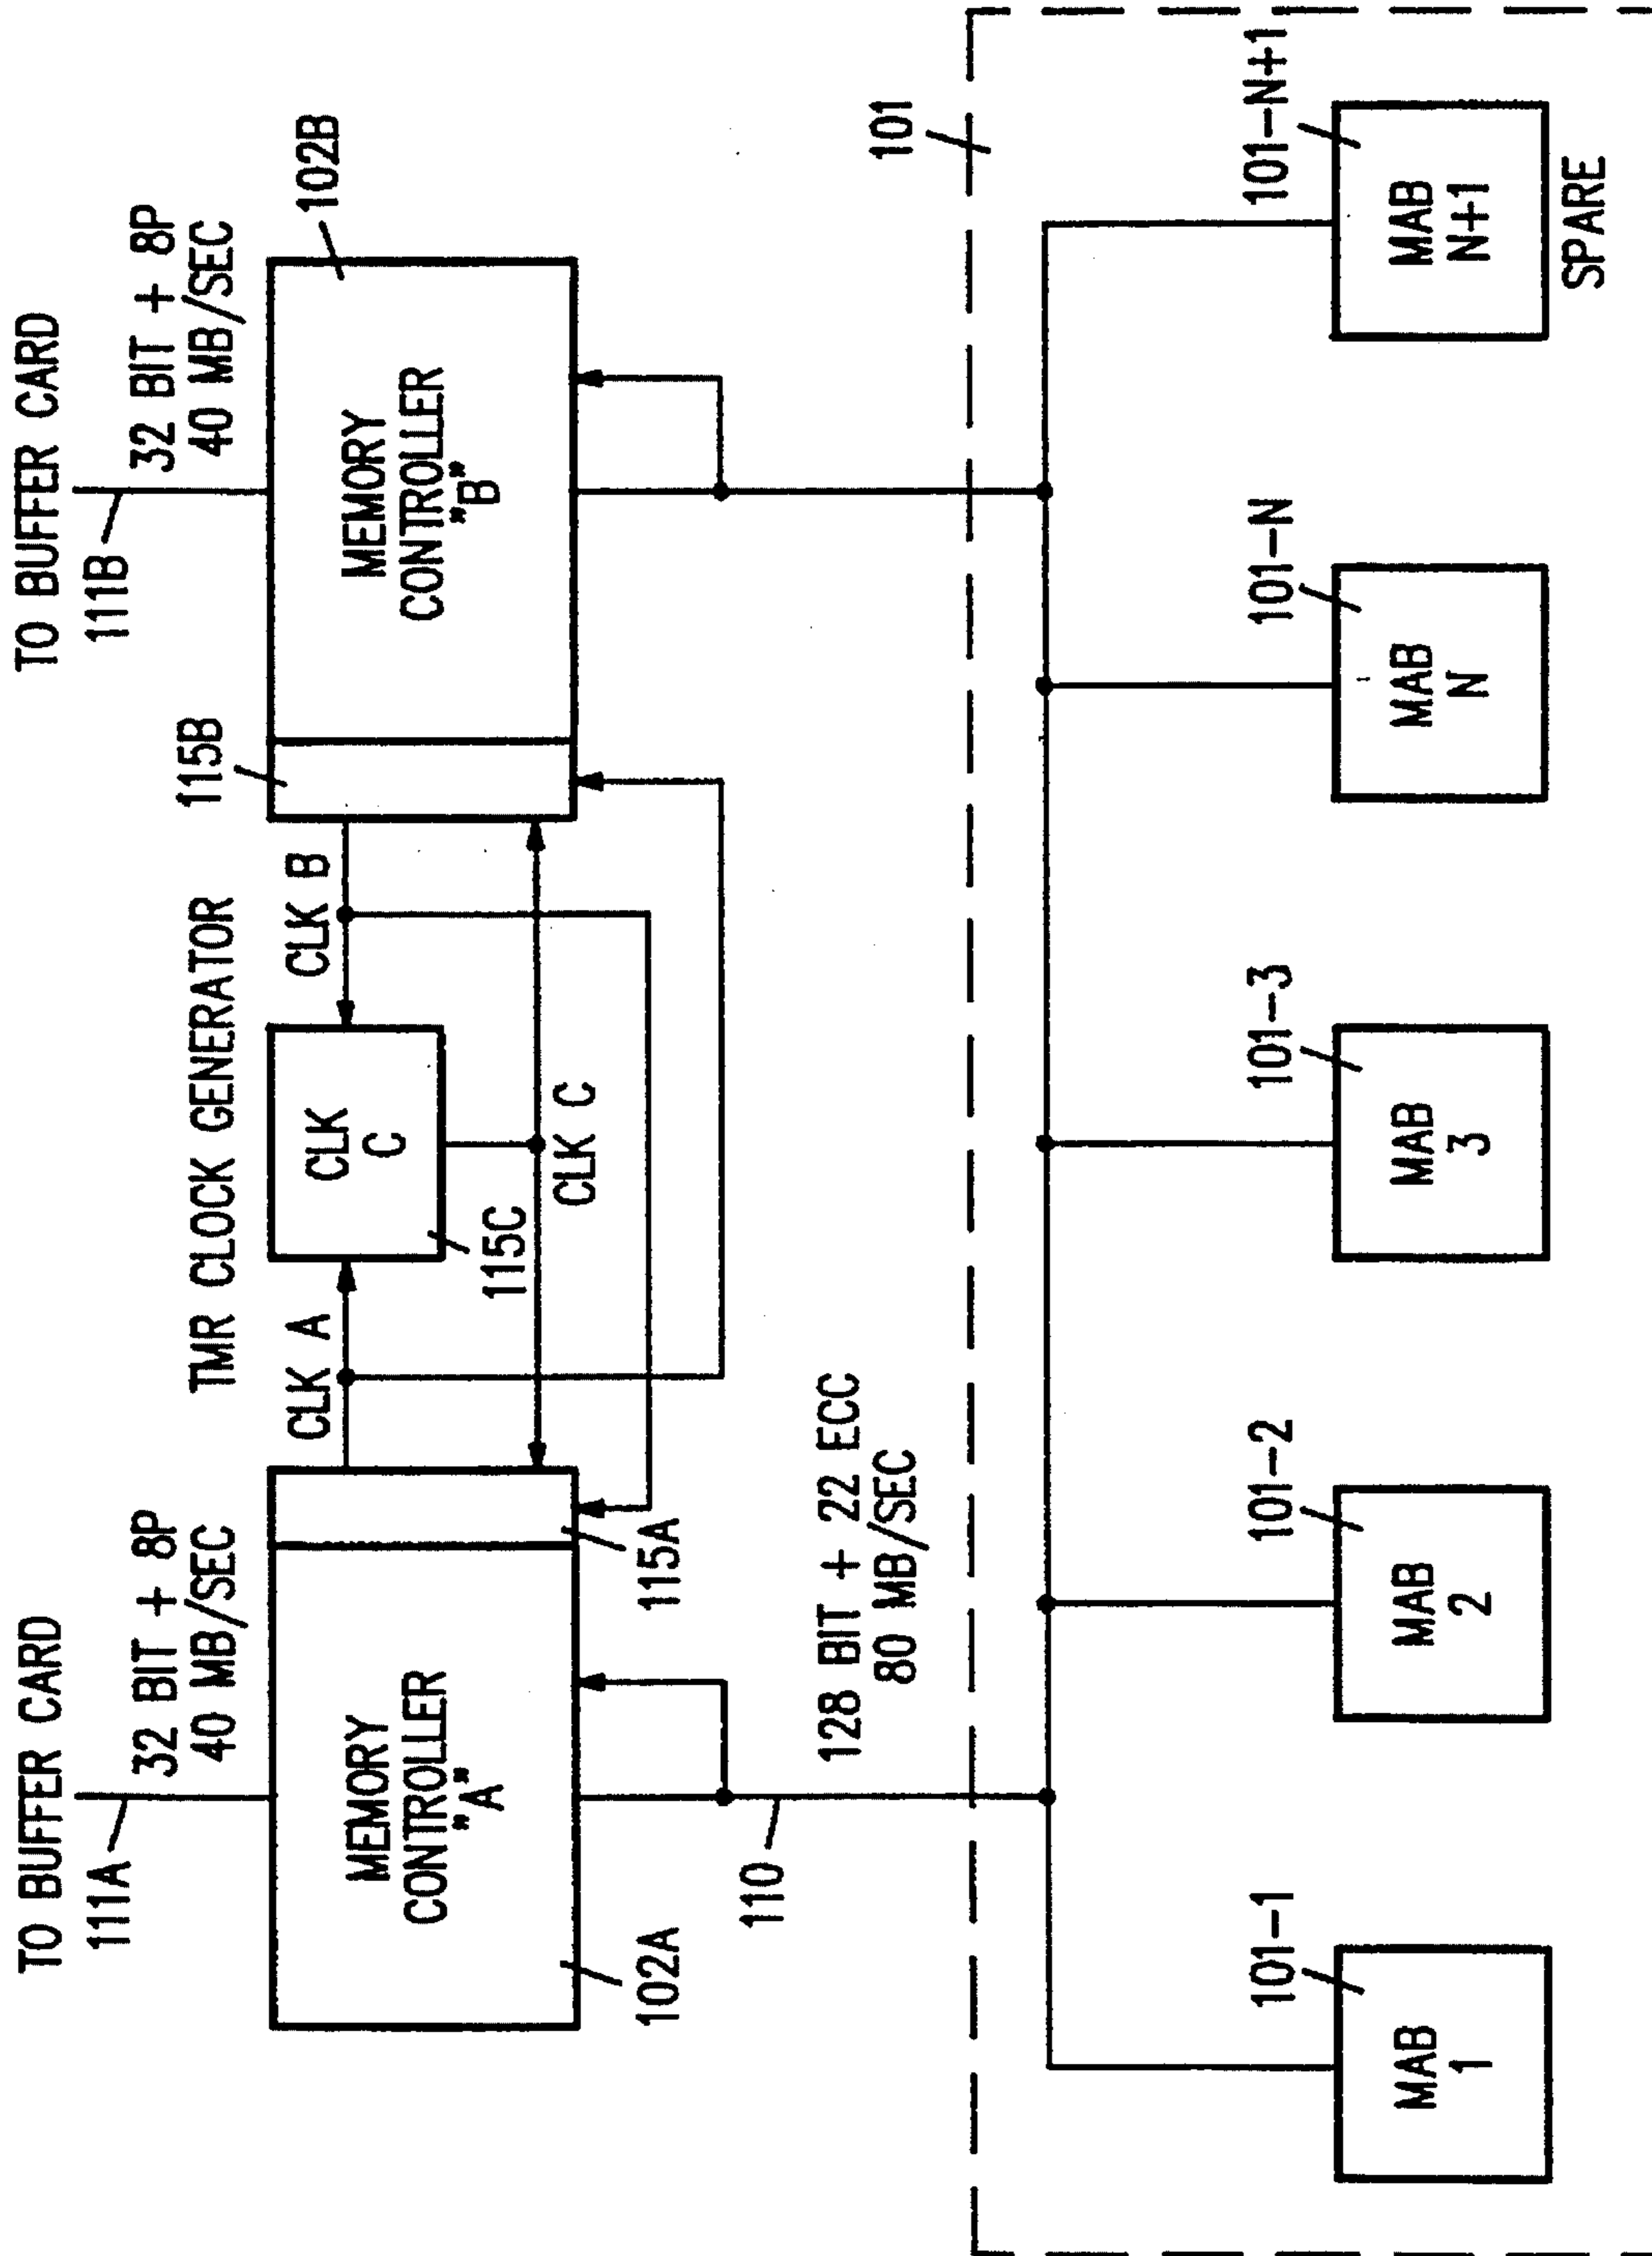 TO BUFFER CARD
111A
32 BIT + 8P
40 MB/SEC
MEMORY
CONTROLLER
"A"
102A
115A
TMR CLOCK GENERATOR
CLK A
CLK
C
CLK B
115C
CLK C
TO BUFFER CARD
111B
32 BIT + 8P
40 MB/SEC
115B
MEMORY
CONTROLLER
"B"
102B
110
128 BIT + 22 ECC
80 MB/SEC
101
101-1
MAB
1
101-2
MAB
2
101-3
MAB
3
101-N
MAB
N
101-N+1
MAB
N+1
SPARE